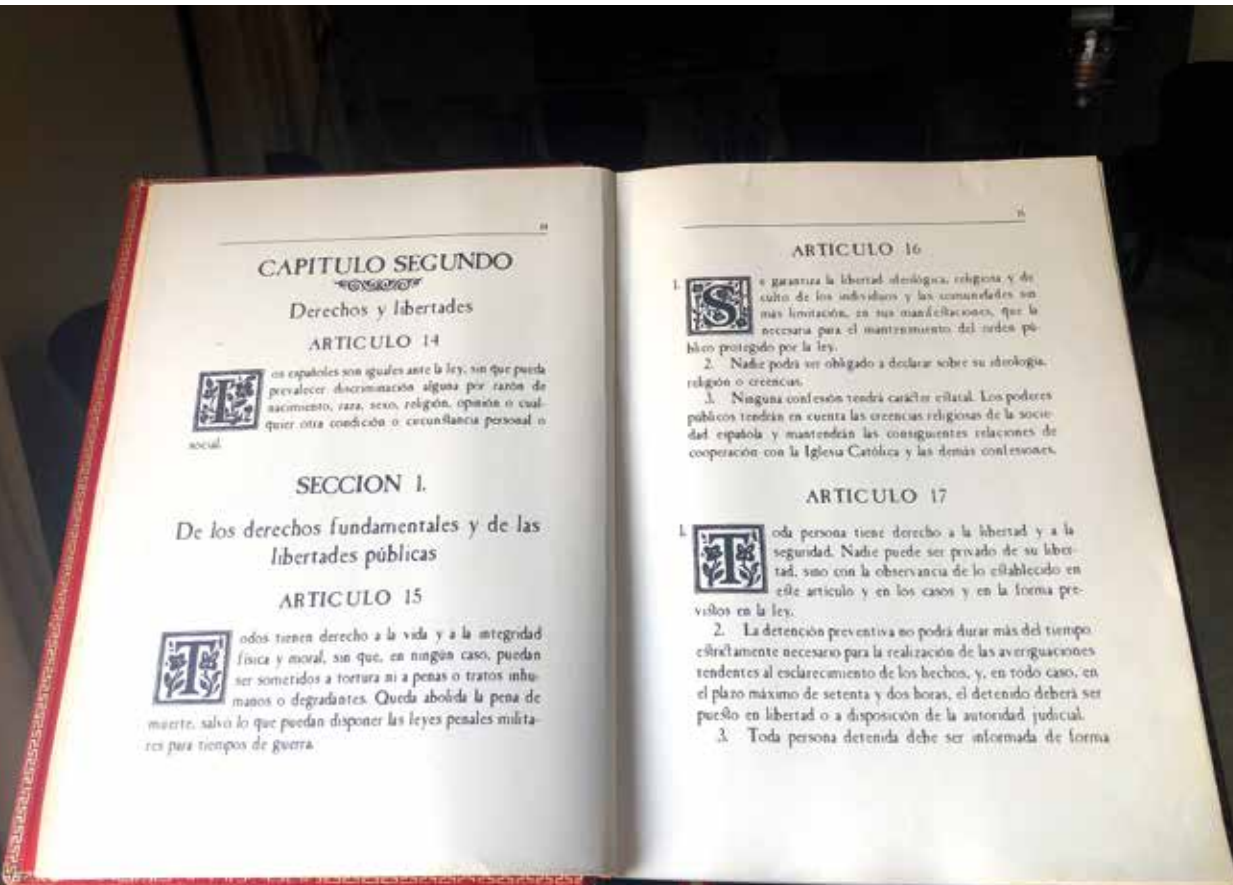 14
CAPITULO SEGUNDO
Derechos y libertades
ARTICULO 14
Los españoles son iguales ante la ley, sin que pueda
prevalecer discriminación alguna por razón de
nacimiento, raza, sexo, religión, opinión o cual-
quier otra condición o circunstancia personal o
social.
SECCION 1.
De los derechos fundamentales y de las
libertades públicas
ARTICULO 15
Todos tienen derecho a la vida y a la integridad
física y moral, sin que, en ningún caso, puedan
ser sometidos a tortura ni a penas o tratos inhu-
manos o degradantes. Queda abolida la pena de
muerte, salvo lo que puedan disponer las leyes penales milita-
res para tiempos de guerra.
15
ARTICULO 16
1. Se garantiza la libertad ideológica, religiosa y de
culto de los individuos y las comunidades sin
más limitación, en sus manifestaciones, que la
necesaria para el mantenimiento del orden pú-
blico protegido por la ley.
2. Nadie podrá ser obligado a declarar sobre su ideología,
religión o creencias.
3. Ninguna confesión tendrá carácter estatal. Los poderes
públicos tendrán en cuenta las creencias religiosas de la socie-
dad española y mantendrán las consiguientes relaciones de
cooperación con la Iglesia Católica y las demás confesiones.
ARTICULO 17
1. Toda persona tiene derecho a la libertad y a la
seguridad. Nadie puede ser privado de su liber-
tad, sino con la observancia de lo establecido en
este artículo y en los casos y en la forma pre-
vistos en la ley.
2. La detención preventiva no podrá durar más del tiempo
estrictamente necesario para la realización de las averiguaciones
tendentes al esclarecimiento de los hechos, y, en todo caso, en
el plazo máximo de setenta y dos horas, el detenido deberá ser
puesto en libertad o a disposición de la autoridad judicial.
3. Toda persona detenida debe ser informada de forma